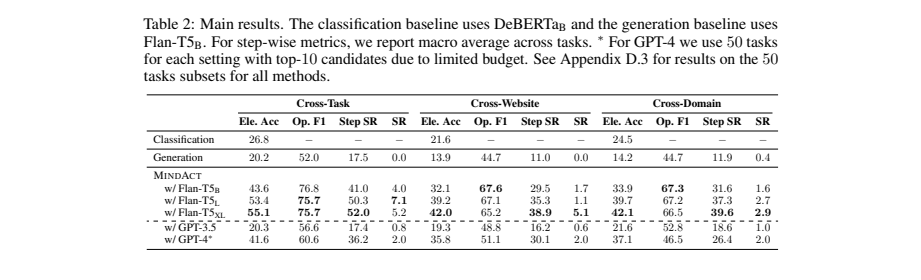 Table 2: Main results. The classification baseline uses DeBERTaB and the generation baseline uses
Flan-T5B. For step-wise metrics, we report macro average across tasks. * For GPT-4 we use 50 tasks
for each setting with top-10 candidates due to limited budget. See Appendix D.3 for results on the 50
tasks subsets for all methods.
Cross-Task Cross-Website Cross-Domain
Ele. Acc Op. F1 Step SR SR Ele. Acc Op. F1 Step SR SR Ele. Acc Op. F1 Step SR SR
Classification 26.8 – – – 21.6 – – – 24.5 – – –
Generation 20.2 52.0 17.5 0.0 13.9 44.7 11.0 0.0 14.2 44.7 11.9 0.4
MINDACT
w/ Flan-T5B 43.6 76.8 41.0 4.0 32.1 67.6 29.5 1.7 33.9 67.3 31.6 1.6
w/ Flan-T5L 53.4 75.7 50.3 7.1 39.2 67.1 35.3 1.1 39.7 67.2 37.3 2.7
w/ Flan-T5XL 55.1 75.7 52.0 5.2 42.0 65.2 38.9 5.1 42.1 66.5 39.6 2.9
w/ GPT-3.5 20.3 56.6 17.4 0.8 19.3 48.8 16.2 0.6 21.6 52.8 18.6 1.0
w/ GPT-4* 41.6 60.6 36.2 2.0 35.8 51.1 30.1 2.0 37.1 46.5 26.4 2.0